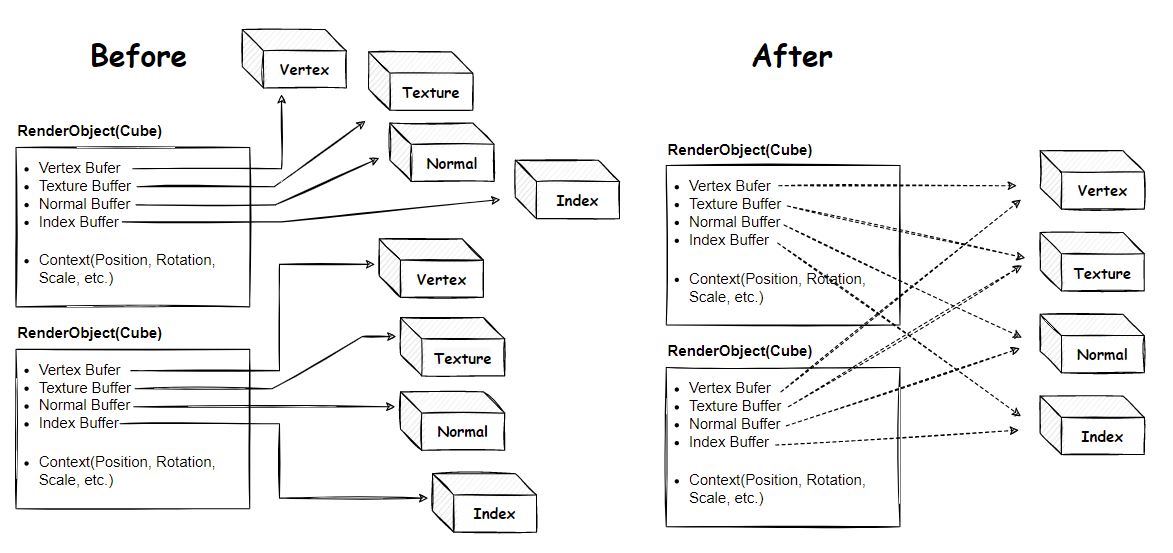 Before
Vertex
Texture
Normal
Index
RenderObject(Cube)
• Vertex Bufer
• Texture Buffer
• Normal Buffer
• Index Buffer
• Context(Position, Rotation,
Scale, etc.)
Vertex
Texture
Normal
Index
RenderObject(Cube)
• Vertex Bufer
• Texture Buffer
• Normal Buffer
• Index Buffer
• Context(Position, Rotation,
Scale, etc.)
After
RenderObject(Cube)
• Vertex Bufer
• Texture Buffer
• Normal Buffer
• Index Buffer
• Context(Position, Rotation,
Scale, etc.)
RenderObject(Cube)
• Vertex Bufer
• Texture Buffer
• Normal Buffer
• Index Buffer
• Context(Position, Rotation,
Scale, etc.)
Vertex
Texture
Normal
Index